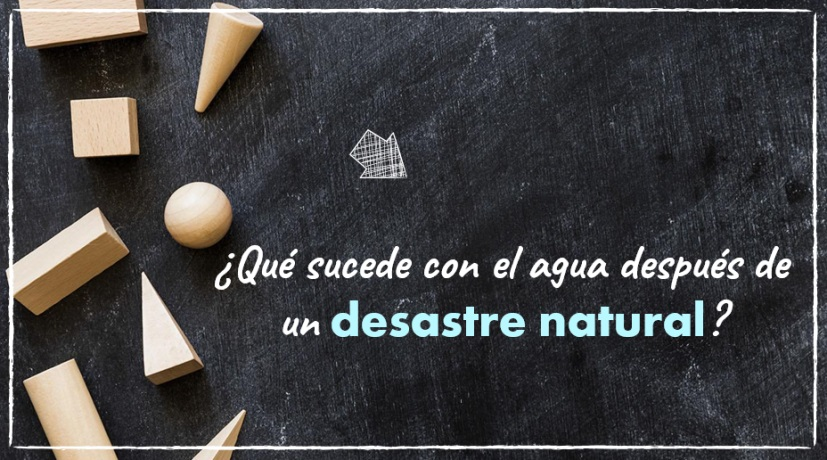 ¿Qué sucede con el agua después de
un desastre natural?